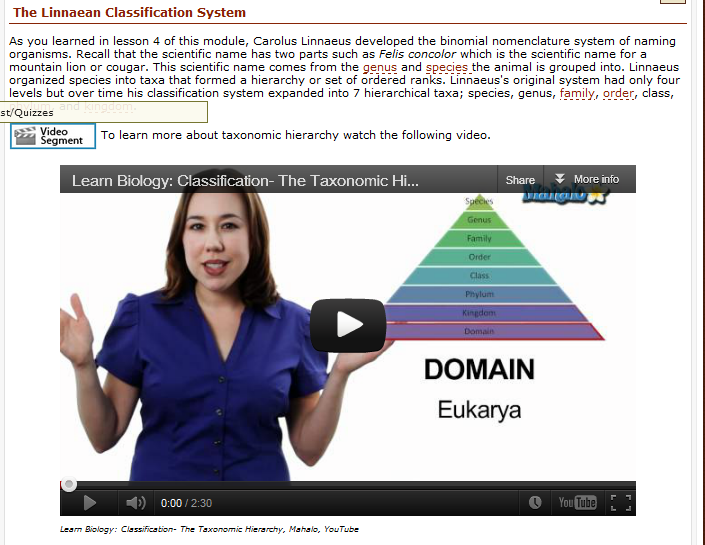 The Linnaean Classification System
As you learned in lesson 4 of this module, Carolus Linnaeus developed the binomial nomenclature system of naming
organisms. Recall that the scientific name has two parts such as Felis concolor which is the scientific name for a
mountain lion or cougar. This scientific name comes from the genus and species the animal is grouped into. Linnaeus
organized species into taxa that formed a hierarchy or set of ordered ranks. Linnaeus's original system had only four
levels but over time his classification system expanded into 7 hierarchical taxa; species, genus, family, order, class,
phylum, and kingdom.
st/Quizzes
Video
Segment
To learn more about taxonomic hierarchy watch the following video.
Learn Biology: Classification- The Taxonomic Hi...
Share
More info
Mahalo
Species
Genus
Family
Order
Class
Phylum
Kingdom
Domain
DOMAIN
Eukarya
0:00 / 2:30
YouTube
Learn Biology: Classification- The Taxonomic Hierarchy, Mahalo, YouTube